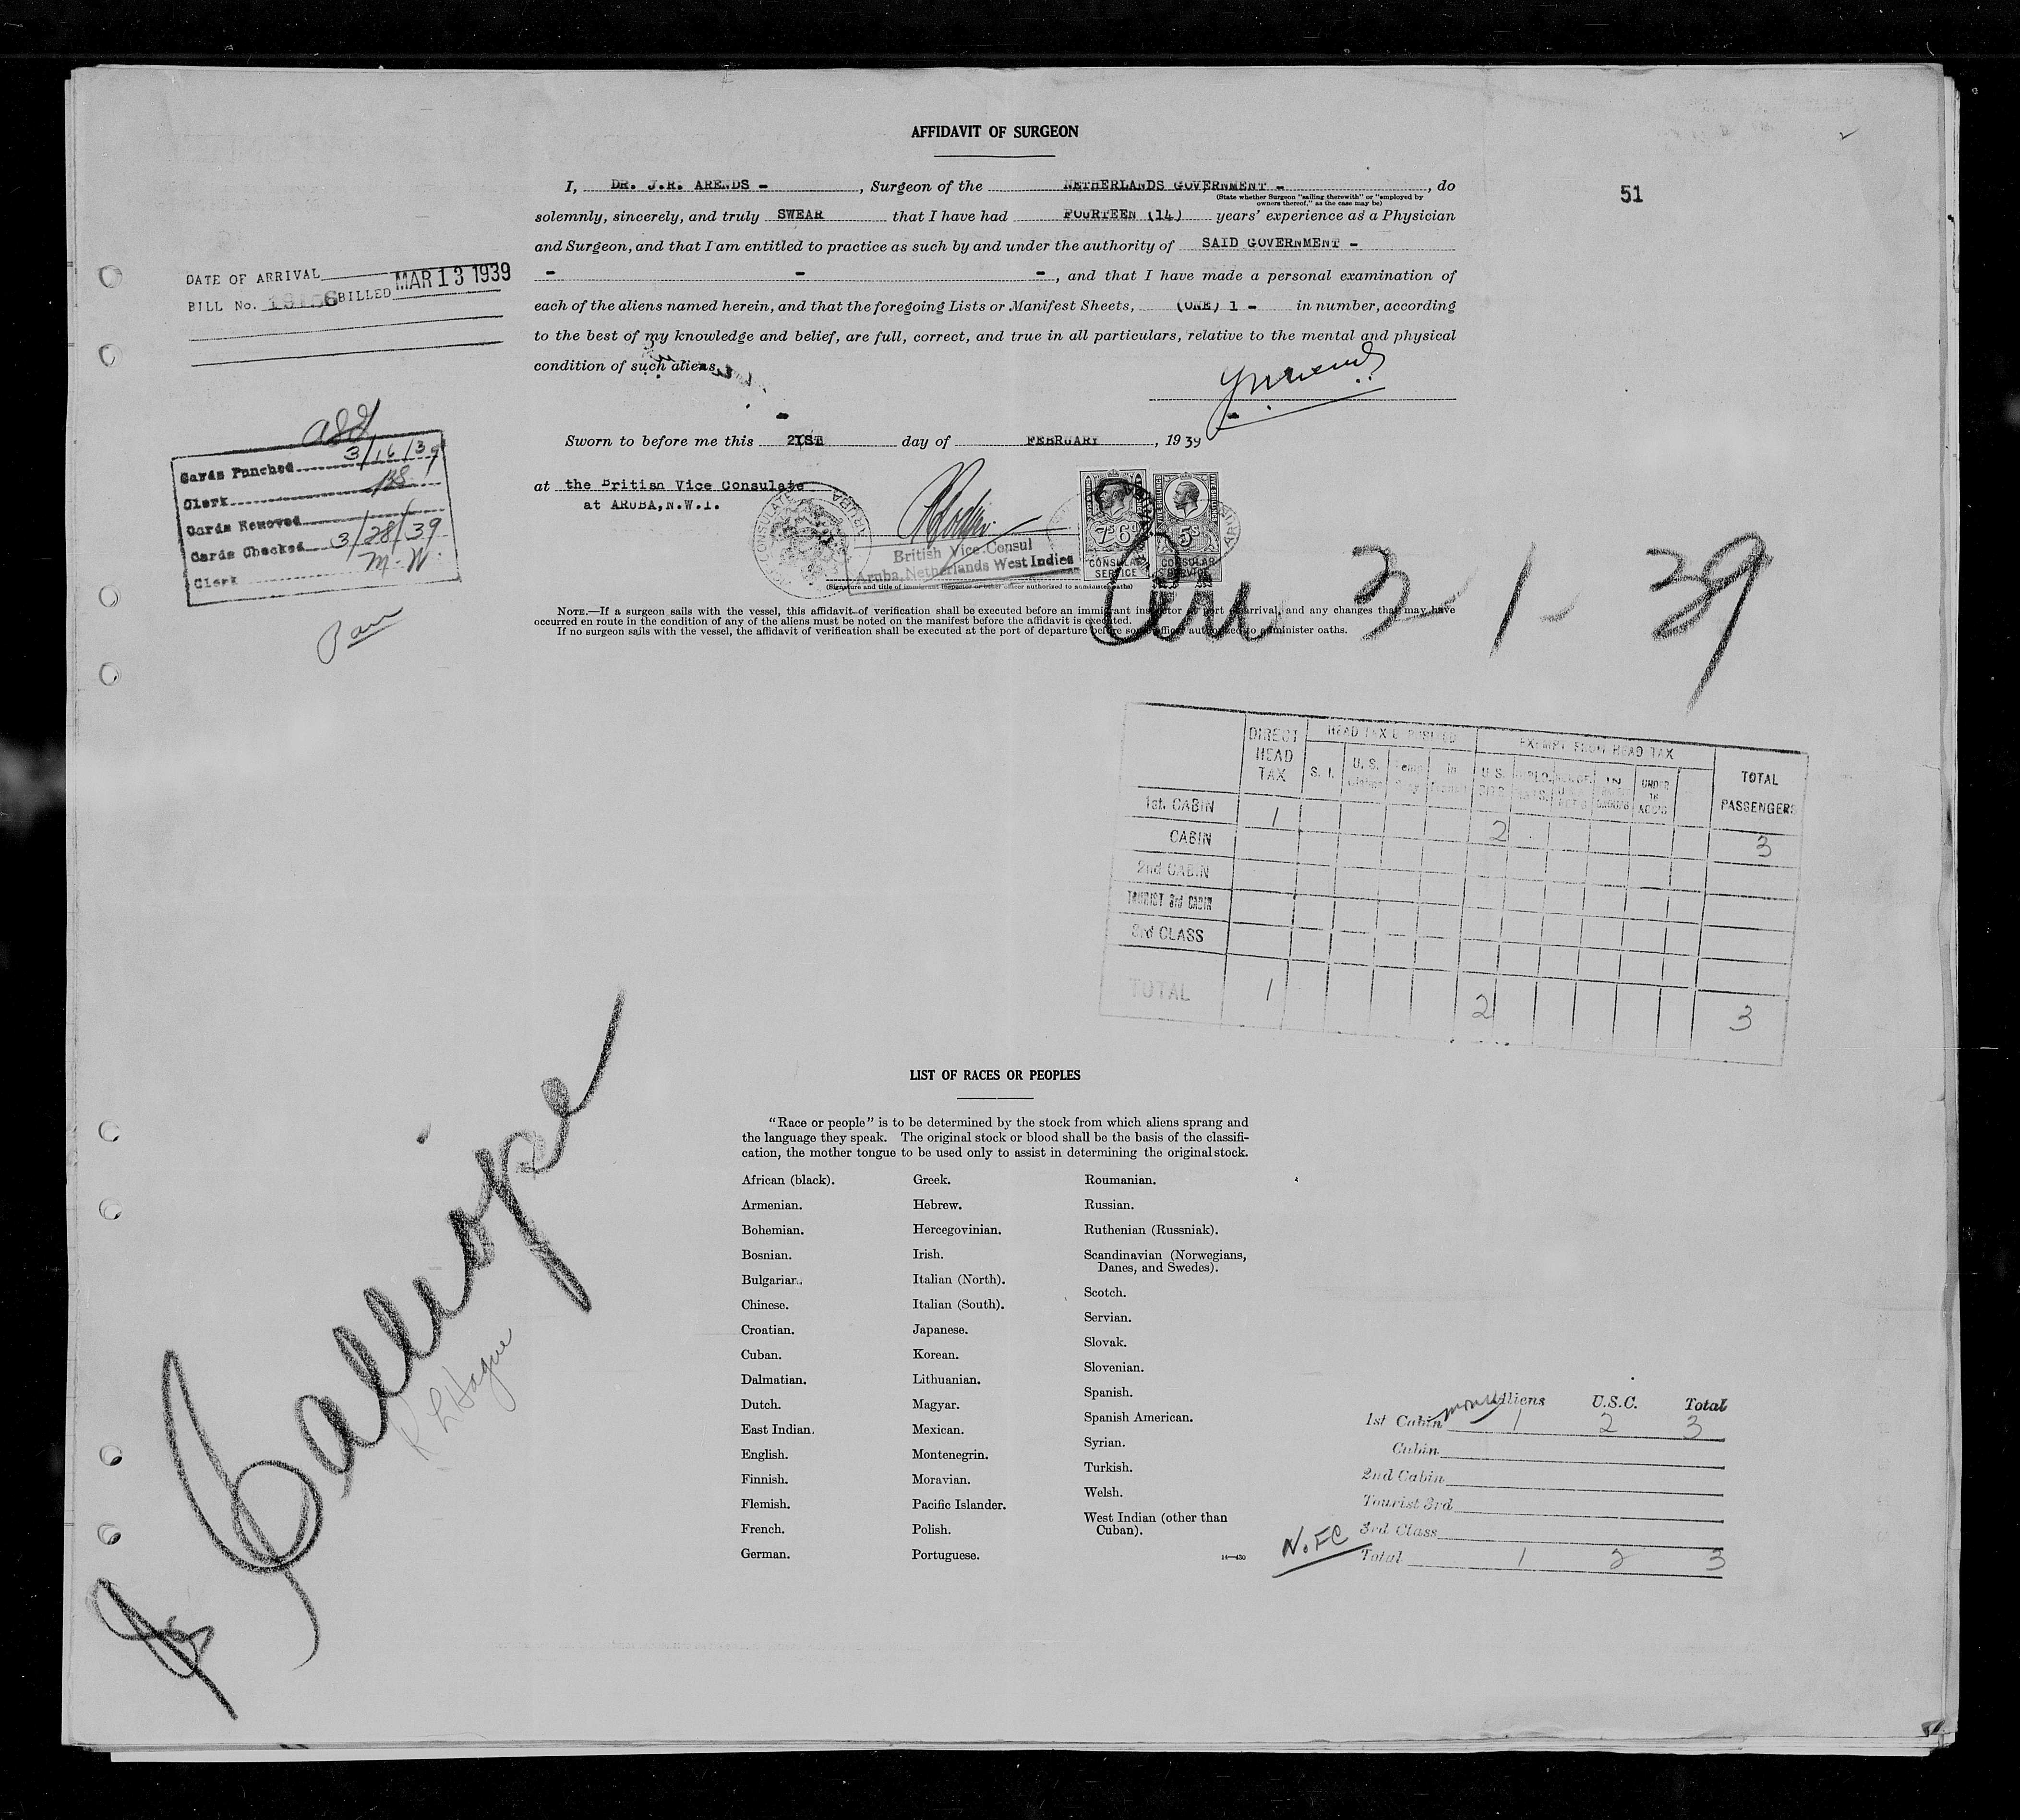 AFFIDAVIT OF SURGEON
51
I, DR. J.R. ARENDS - , Surgeon of the NETHERLANDS GOVERNMENT - , do
(State whether Surgeon "sailing therewith" or "employed by
owners thereof," as the case may be)
solemnly, sincerely, and truly SWEAR that I have had FOURTEEN (14) years' experience as a Physician
and Surgeon, and that I am entitled to practice as such by and under the authority of SAID GOVERNMENT -
- - -, and that I have made a personal examination of
each of the aliens named herein, and that the foregoing Lists or Manifest Sheets, (ONE) 1 - in number, according
to the best of my knowledge and belief, are full, correct, and true in all particulars, relative to the mental and physical
condition of such aliens.
DATE OF ARRIVAL
BILL No. BILLED MAR 13 1939
Sworn to before me this 21ST day of FEBRUARY , 1939
at the British Vice Consulate
at ARUBA, N.W.I.
Cards Punched 3/16/39
Clerk
Cards Removed
Cards Checked 3/28/39
Clerk M.W.
British Vice-Consul
Aruba, Netherlands West Indies
(Signature and title of immigrant inspector or other officer authorized to administer oaths)
7s 6d
CONSULAR
SERVICE
5s
CONSULAR
SERVICE
NOTE.—If a surgeon sails with the vessel, this affidavit of verification shall be executed before an immigrant inspector at port of arrival, and any changes that may have
occurred en route in the condition of any of the aliens must be noted on the manifest before the affidavit is executed.
If no surgeon sails with the vessel, the affidavit of verification shall be executed at the port of departure before some officer authorized to administer oaths.
Arr 3-1-39
DIRECT HEAD TAX
HEAD TAX DEPOSITED
EXEMPT FROM HEAD TAX
TOTAL PASSENGERS
S. I. U.S. In U.S. IN UNDER
1st. CABIN 1 2 3
CABIN
2nd CABIN
TOURIST 3rd CABIN
3rd CLASS
TOTAL 1 2 3
Calliope
R L Hague
LIST OF RACES OR PEOPLES
"Race or people" is to be determined by the stock from which aliens sprang and
the language they speak. The original stock or blood shall be the basis of the classifi-
cation, the mother tongue to be used only to assist in determining the original stock.
African (black).
Armenian.
Bohemian.
Bosnian.
Bulgarian.
Chinese.
Croatian.
Cuban.
Dalmatian.
Dutch.
East Indian.
English.
Finnish.
Flemish.
French.
German.
Greek.
Hebrew.
Hercegovinian.
Irish.
Italian (North).
Italian (South).
Japanese.
Korean.
Lithuanian.
Magyar.
Mexican.
Montenegrin.
Moravian.
Pacific Islander.
Polish.
Portuguese.
Roumanian.
Russian.
Ruthenian (Russniak).
Scandinavian (Norwegians,
Danes, and Swedes).
Scotch.
Servian.
Slovak.
Slovenian.
Spanish.
Spanish American.
Syrian.
Turkish.
Welsh.
West Indian (other than
Cuban).
14—430
Aliens U.S.C. Total
1st Cabin 1 2 3
Cabin
2nd Cabin
Tourist 3rd
3rd Class
Total 1 2 3
N.FC